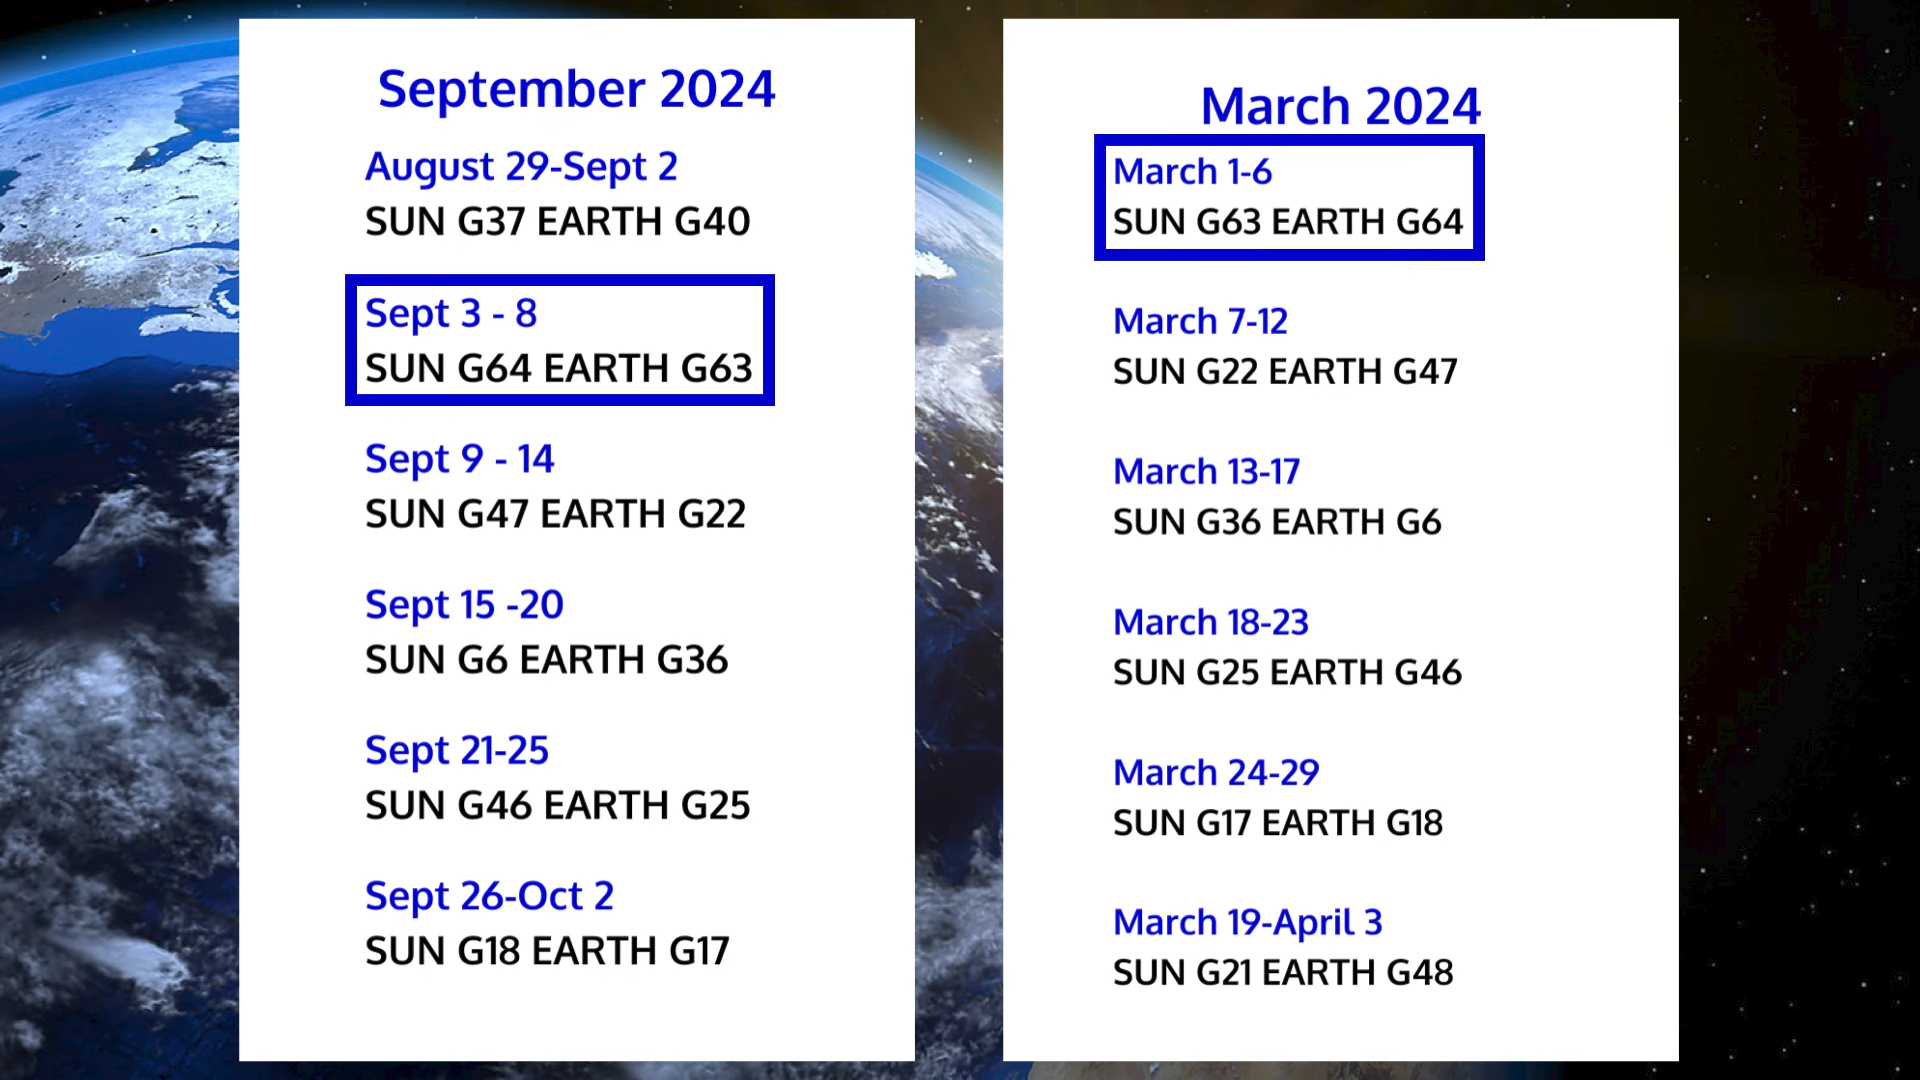 September 2024
August 29-Sept 2
SUN G37 EARTH G40
Sept 3 - 8
SUN G64 EARTH G63
Sept 9 - 14
SUN G47 EARTH G22
Sept 15 -20
SUN G6 EARTH G36
Sept 21-25
SUN G46 EARTH G25
Sept 26-Oct 2
SUN G18 EARTH G17
March 2024
March 1-6
SUN G63 EARTH G64
March 7-12
SUN G22 EARTH G47
March 13-17
SUN G36 EARTH G6
March 18-23
SUN G25 EARTH G46
March 24-29
SUN G17 EARTH G18
March 19-April 3
SUN G21 EARTH G48